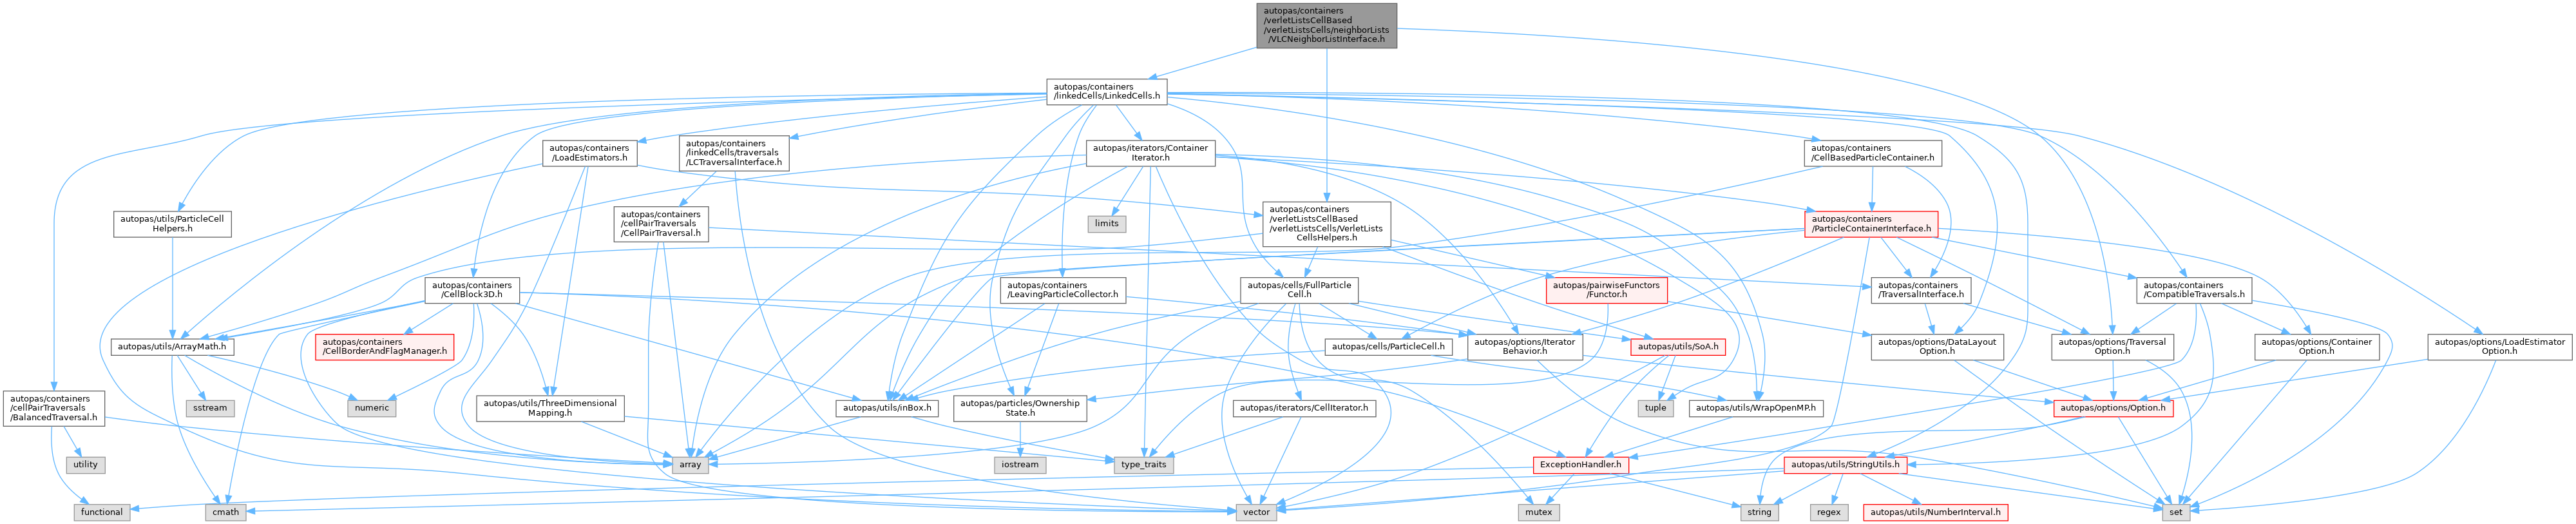 autopas/containers
/verletListsCellBased
/verletListsCells/neighborLists
/VLCNeighborListInterface.h
autopas/containers
/linkedCells/LinkedCells.h
autopas/containers
/LoadEstimators.h
autopas/containers
/linkedCells/traversals
/LCTraversalInterface.h
autopas/iterators/Container
Iterator.h
autopas/containers
/CellBasedParticleContainer.h
autopas/utils/ParticleCell
Helpers.h
autopas/containers
/cellPairTraversals
/CellPairTraversal.h
limits
autopas/containers
/verletListsCellBased
/verletListsCells/VerletLists
CellsHelpers.h
autopas/containers
/ParticleContainerInterface.h
autopas/containers
/CellBlock3D.h
autopas/containers
/LeavingParticleCollector.h
autopas/cells/FullParticle
Cell.h
autopas/pairwiseFunctors
/Functor.h
autopas/containers
/TraversalInterface.h
autopas/containers
/CompatibleTraversals.h
autopas/utils/ArrayMath.h
autopas/containers
/CellBorderAndFlagManager.h
autopas/cells/ParticleCell.h
autopas/options/Iterator
Behavior.h
autopas/utils/SoA.h
autopas/options/DataLayout
Option.h
autopas/options/Traversal
Option.h
autopas/options/Container
Option.h
autopas/options/LoadEstimator
Option.h
autopas/containers
/cellPairTraversals
/BalancedTraversal.h
sstream
numeric
autopas/utils/ThreeDimensional
Mapping.h
autopas/utils/inBox.h
autopas/particles/Ownership
State.h
autopas/iterators/CellIterator.h
tuple
autopas/utils/WrapOpenMP.h
autopas/options/Option.h
utility
array
iostream
type_traits
ExceptionHandler.h
autopas/utils/StringUtils.h
functional
cmath
vector
mutex
string
regex
autopas/utils/NumberInterval.h
set